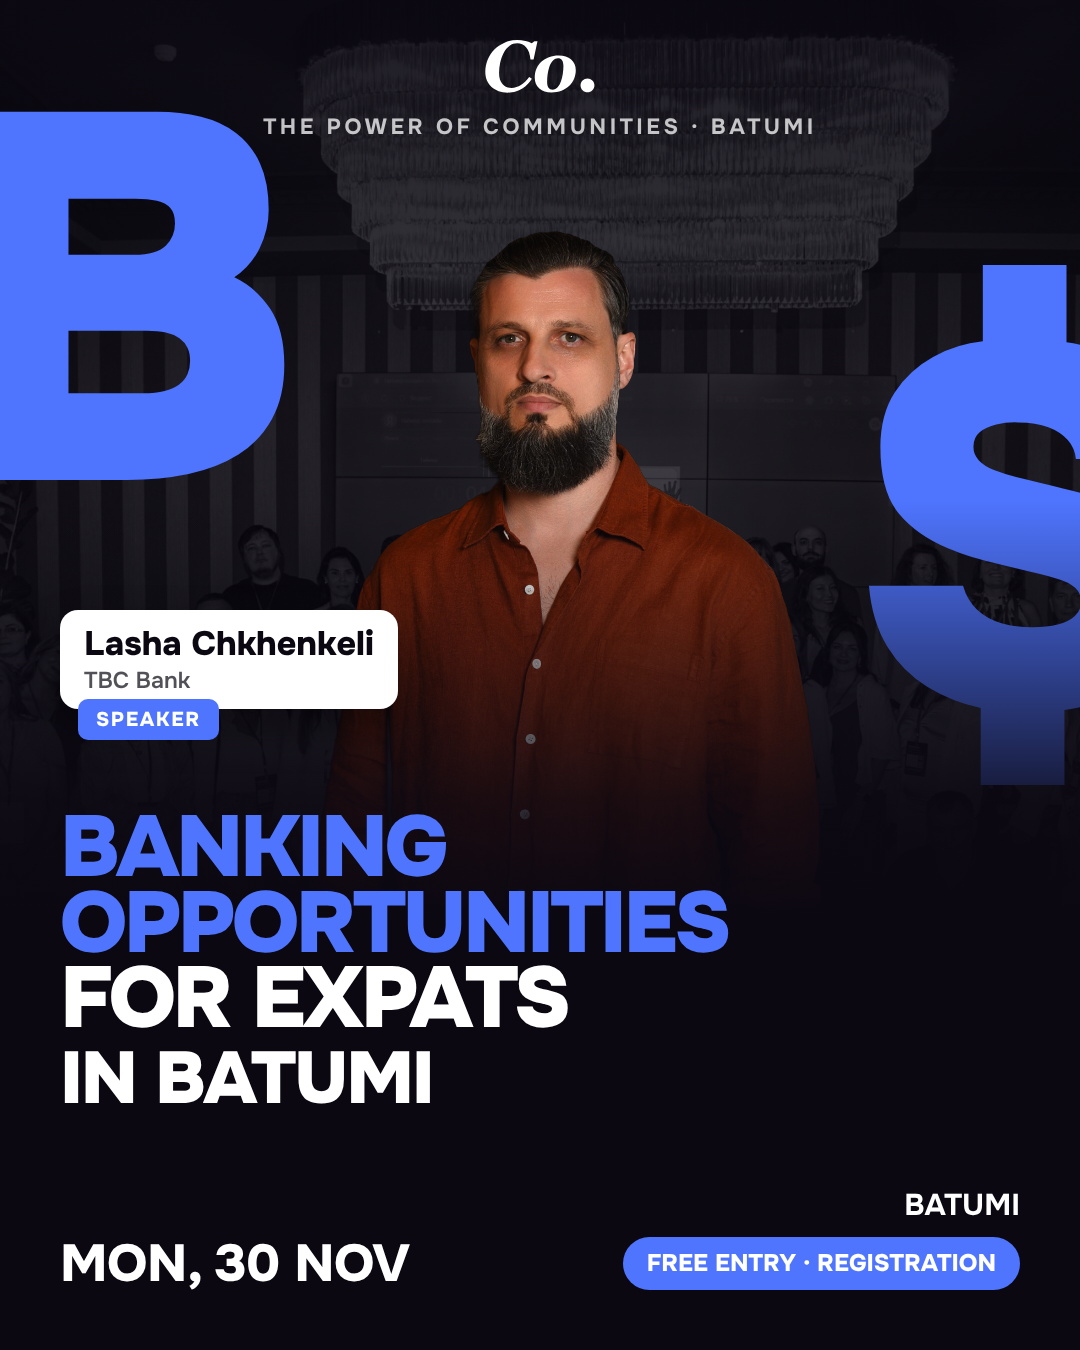 Co.
THE POWER OF COMMUNITIES · BATUMI
B
$
Lasha Chkhenkeli
TBC Bank
SPEAKER
BANKING
OPPORTUNITIES
FOR EXPATS
IN BATUMI
BATUMI
MON, 30 NOV
FREE ENTRY · REGISTRATION